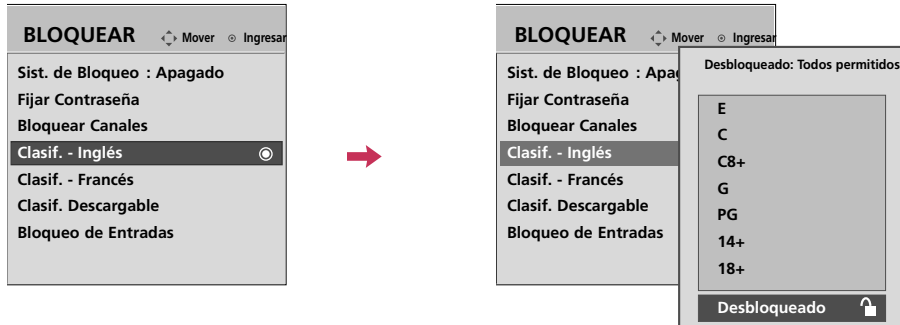 BLOQUEAR Mover Ingresar
Sist. de Bloqueo : Apagado
Fijar Contraseña
Bloquear Canales
Clasif. - Inglés
Clasif. - Francés
Clasif. Descargable
Bloqueo de Entradas
BLOQUEAR Mover Ingresar
Sist. de Bloqueo : Apag
Fijar Contraseña
Bloquear Canales
Clasif. - Inglés
Clasif. - Francés
Clasif. Descargable
Bloqueo de Entradas
Desbloqueado: Todos permitidos
E
C
C8+
G
PG
14+
18+
Desbloqueado